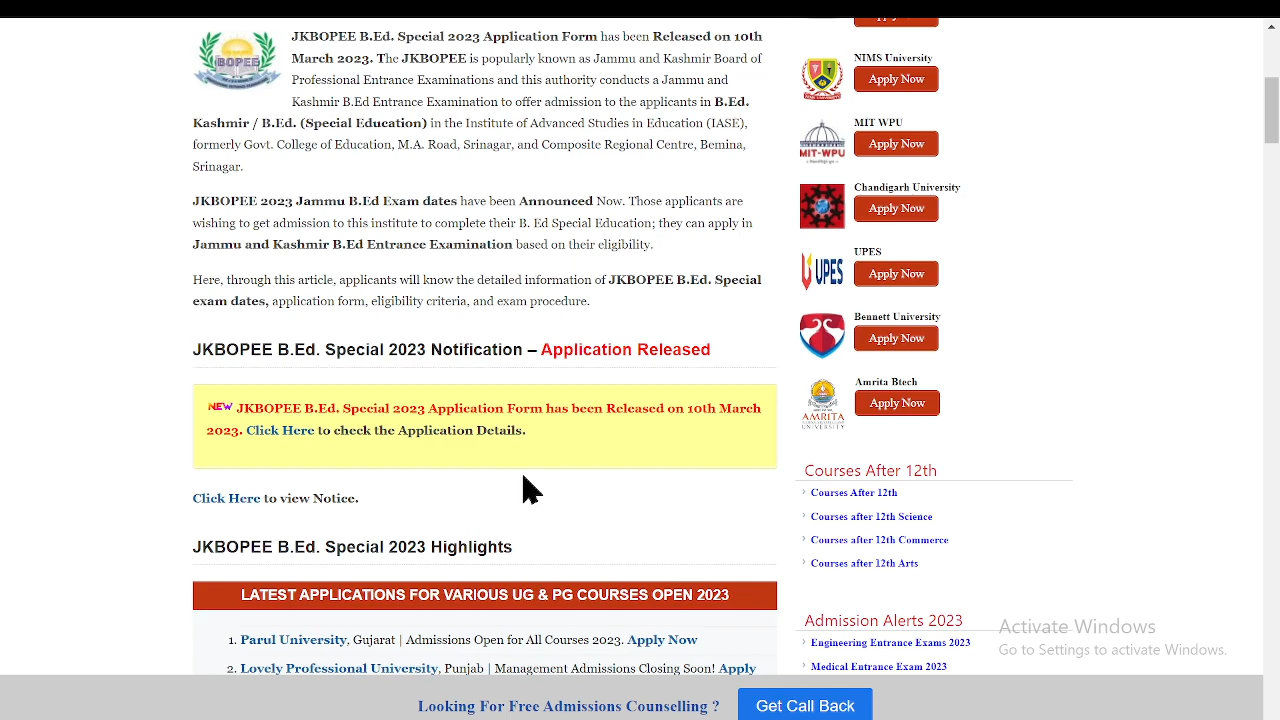 JKBOPEE B.Ed. Special 2023 Application Form has been Released on 10th
March 2023. The JKBOPEE is popularly known as Jammu and Kashmir Board of
Professional Entrance Examinations and this authority conducts a Jammu and
Kashmir B.Ed Entrance Examination to offer admission to the applicants in B.Ed.
Kashmir / B.Ed. (Special Education) in the Institute of Advanced Studies in Education (IASE),
formerly Govt. College of Education, M.A. Road, Srinagar, and Composite Regional Centre, Bemina,
Srinagar.
BOPEE
JKBOPEE 2023 Jammu B.Ed Exam dates have been Announced Now. Those applicants are
wishing to get admission to this institute to complete their B. Ed Special Education; they can apply in
Jammu and Kashmir B.Ed Entrance Examination based on their eligibility.
Here, through this article, applicants will know the detailed information of JKBOPEE B.Ed. Special
exam dates, application form, eligibility criteria, and exam procedure.
JKBOPEE B.Ed. Special 2023 Notification – Application Released
NEW JKBOPEE B.Ed. Special 2023 Application Form has been Released on 10th March
2023. Click Here to check the Application Details.
Click Here to view Notice.
JKBOPEE B.Ed. Special 2023 Highlights
LATEST APPLICATIONS FOR VARIOUS UG & PG COURSES OPEN 2023
1. Parul University, Gujarat | Admissions Open for All Courses 2023. Apply Now
2. Lovely Professional University, Punjab | Management Admissions Closing Soon! Apply
Apply Now
NIMS University
Apply Now
MIT WPU
MIT-WPU
Apply Now
Chandigarh University
Apply Now
UPES
UPES
Apply Now
Bennett University
Apply Now
Amrita Btech
AMRITA
Apply Now
Courses After 12th
Courses After 12th
Courses after 12th Science
Courses after 12th Commerce
Courses after 12th Arts
Admission Alerts 2023
Engineering Entrance Exams 2023
Medical Entrance Exam 2023
Activate Windows
Go to Settings to activate Windows.
Looking For Free Admissions Counselling ?
Get Call Back